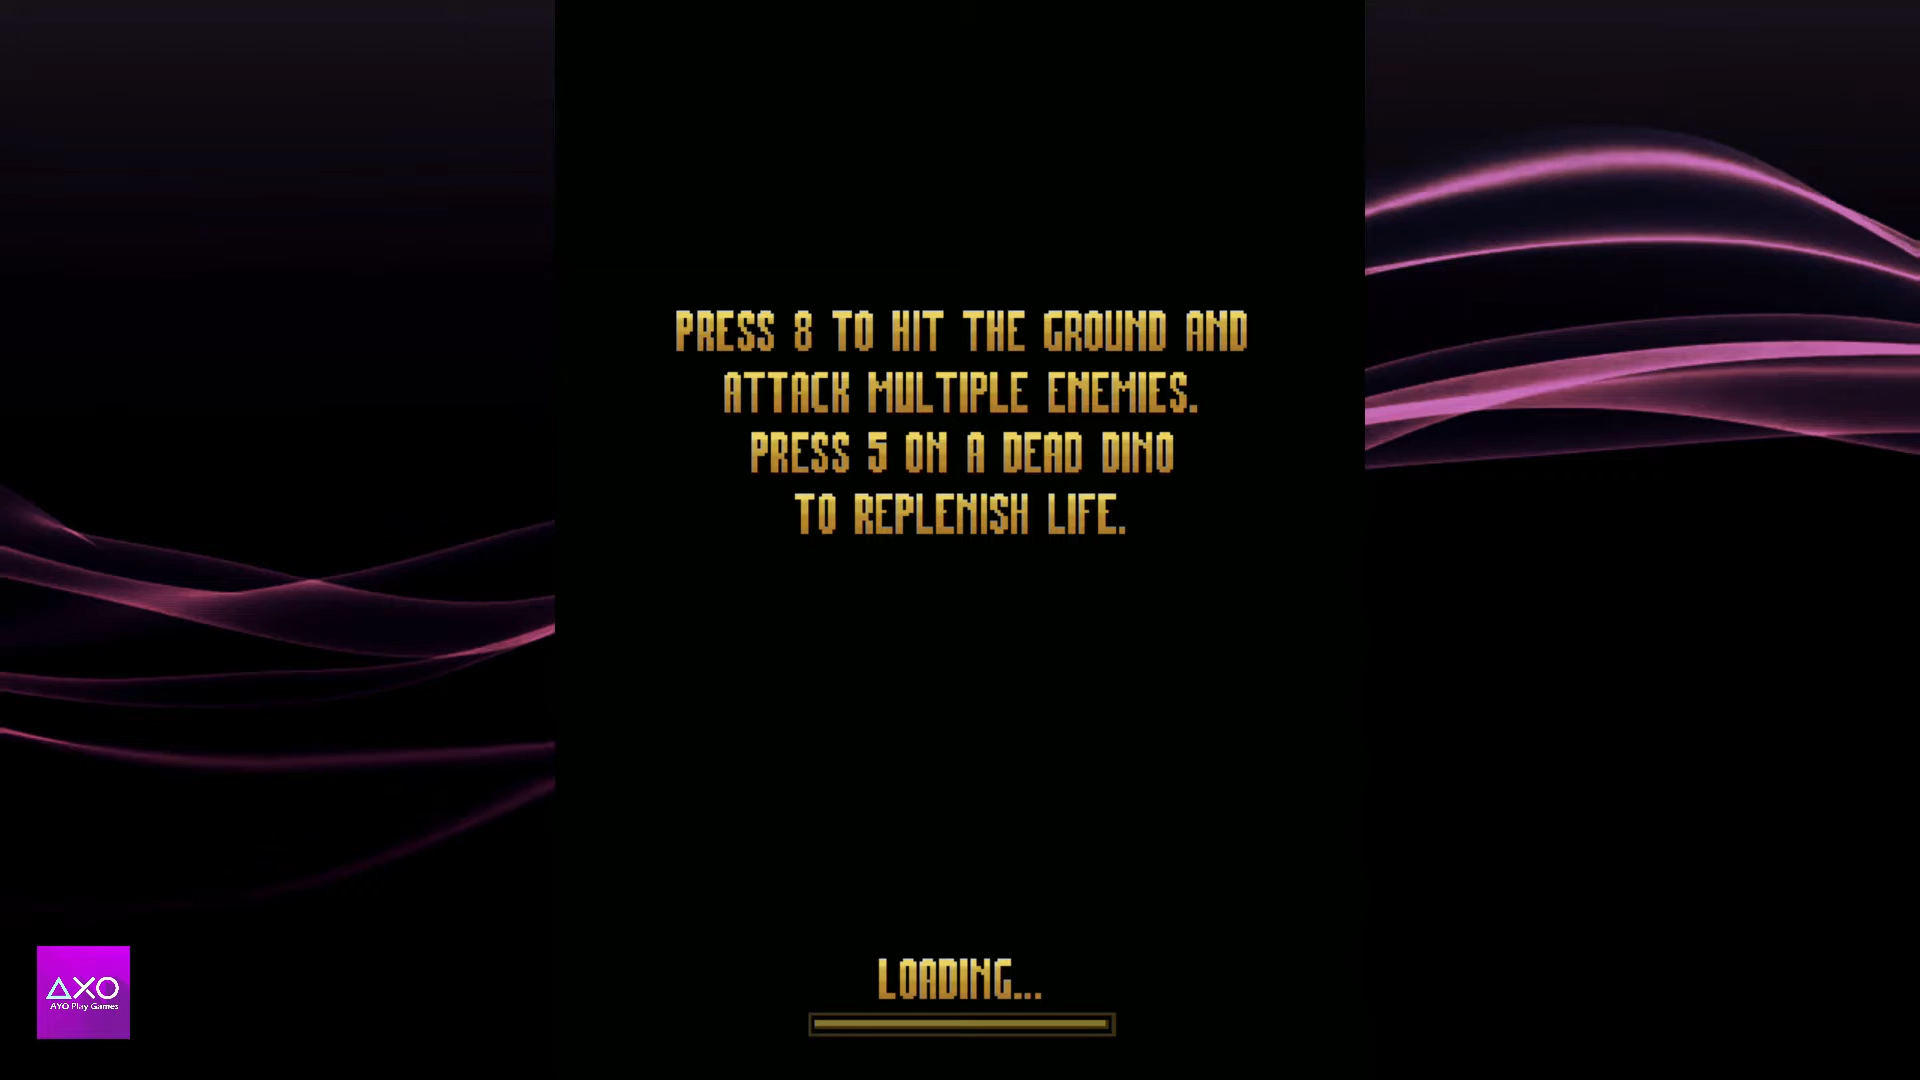 PRESS 8 TO HIT THE GROUND AND
ATTACK MULTIPLE ENEMIES.
PRESS 5 ON A DEAD DINO
TO REPLENISH LIFE.
LOADING...
AXO
AYO Play Games